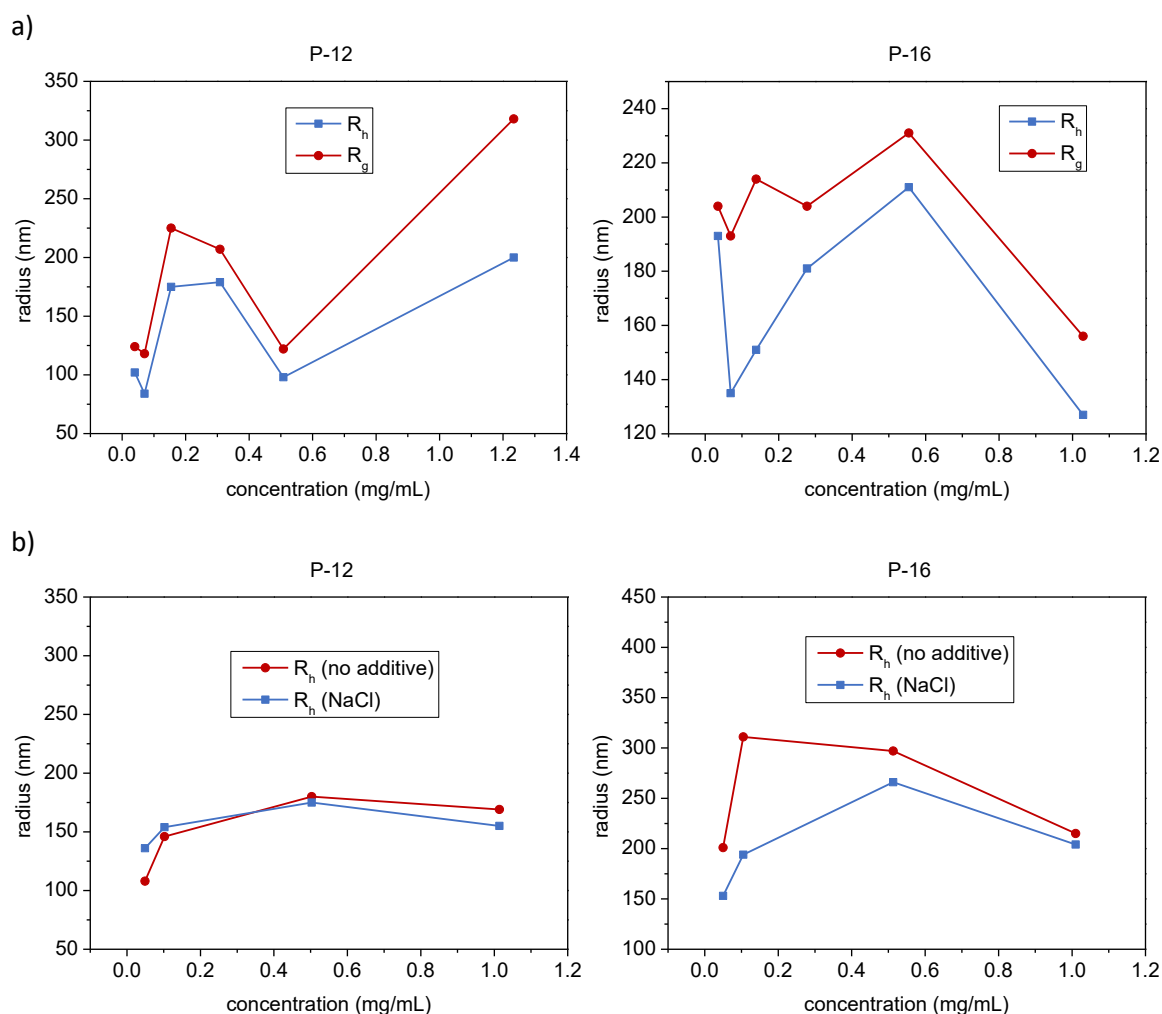 a)
P-12
350
300
250
200
150
100
50
radius (nm)
R_h
R_g
0.0 0.2 0.4 0.6 0.8 1.0 1.2 1.4
concentration (mg/mL)
P-16
240
220
200
180
160
140
120
radius (nm)
R_h
R_g
0.0 0.2 0.4 0.6 0.8 1.0 1.2
concentration (mg/mL)
b)
P-12
350
300
250
200
150
100
50
radius (nm)
R_h (no additive)
R_h (NaCl)
0.0 0.2 0.4 0.6 0.8 1.0 1.2
concentration (mg/mL)
P-16
450
400
350
300
250
200
150
100
radius (nm)
R_h (no additive)
R_h (NaCl)
0.0 0.2 0.4 0.6 0.8 1.0 1.2
concentration (mg/mL)